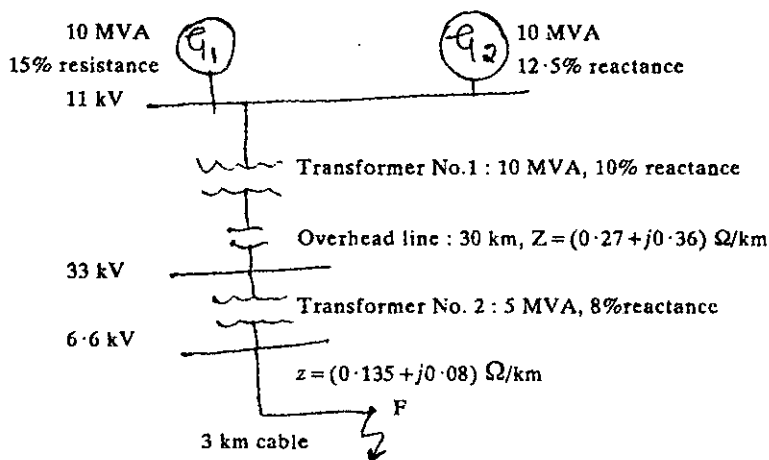 10 MVA
15% resistance
G1
G2
10 MVA
12·5% reactance
11 kV
Transformer No.1 : 10 MVA, 10% reactance
Overhead line : 30 km, Z = (0·27 + j0·36) Ω/km
33 kV
Transformer No. 2 : 5 MVA, 8%reactance
6·6 kV
z = (0·135 + j0·08) Ω/km
F
3 km cable